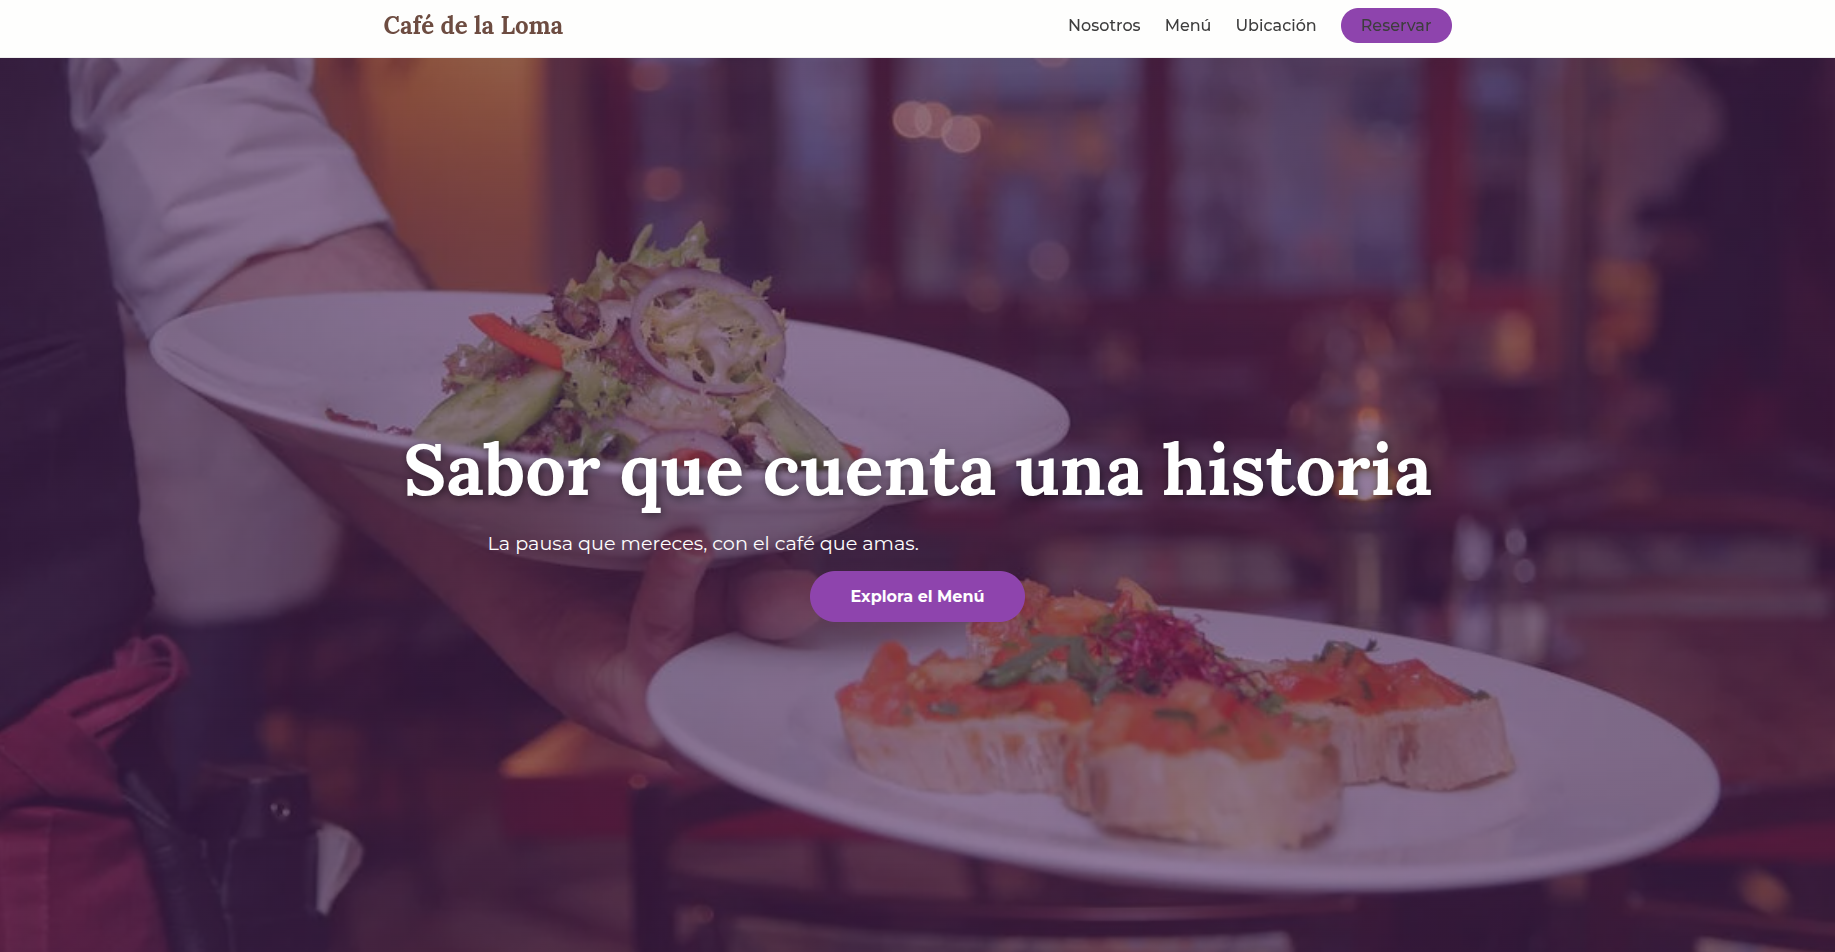 Café de la Loma
Nosotros Menú Ubicación Reservar
Sabor que cuenta una historia
La pausa que mereces, con el café que amas.
Explora el Menú